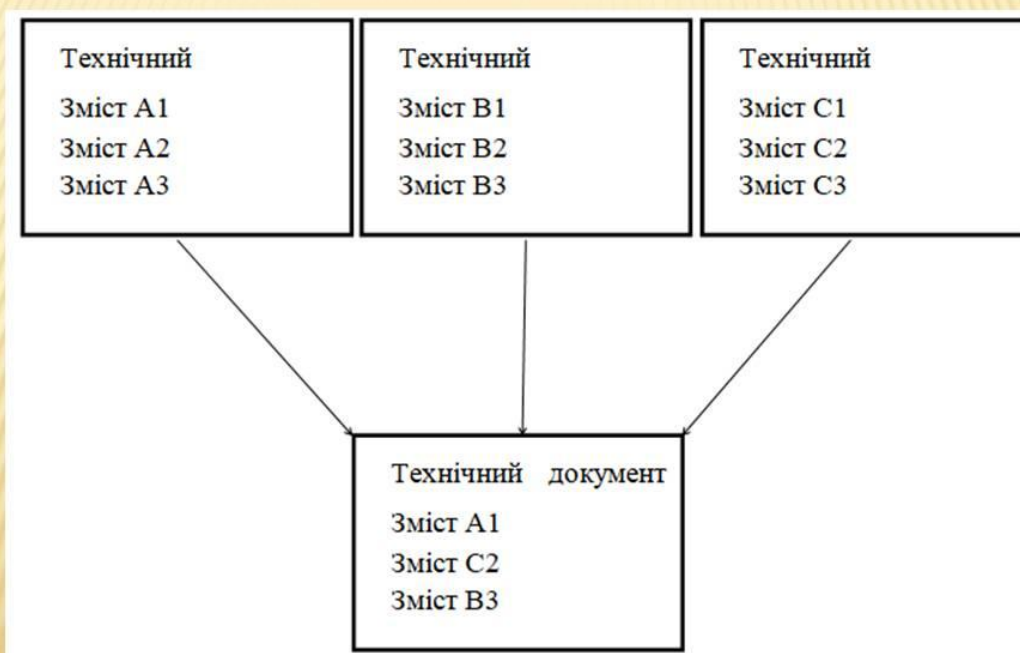 Технічний
Зміст А1
Зміст А2
Зміст А3
Технічний
Зміст В1
Зміст В2
Зміст В3
Технічний
Зміст С1
Зміст С2
Зміст С3
Технічний документ
Зміст А1
Зміст С2
Зміст В3